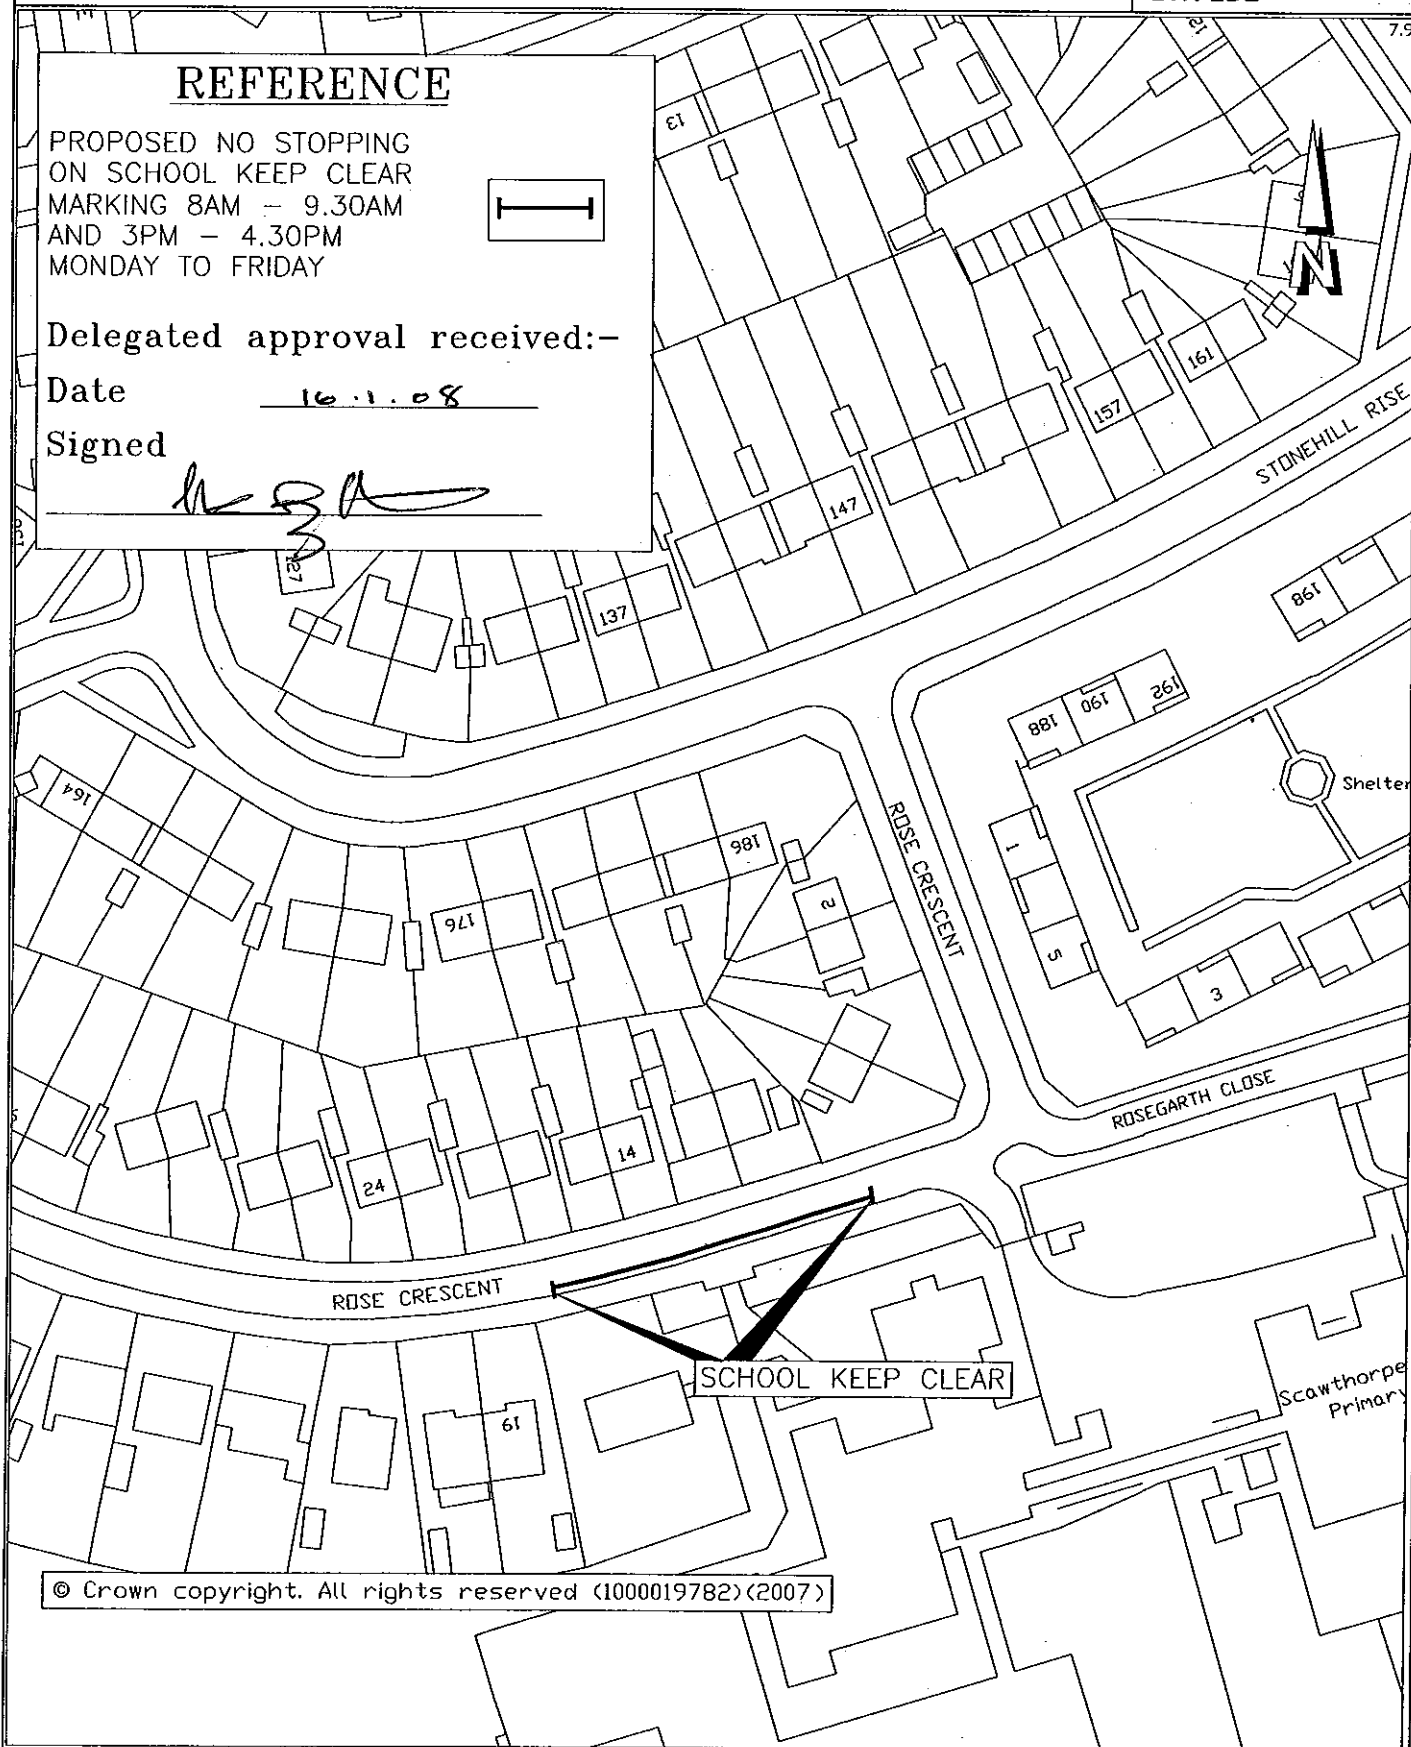 7.9
REFERENCE
PROPOSED NO STOPPING
ON SCHOOL KEEP CLEAR
MARKING 8AM - 9.30AM
AND 3PM - 4.30PM
MONDAY TO FRIDAY
Delegated approval received:-
Date 16.1.08
Signed
N
13
161
157
STONEHILL RISE
147
137
127
198
192
190
188
Shelter
164
186
176
2
ROSE CRESCENT
1
5
3
ROSEGARTH CLOSE
14
24
ROSE CRESCENT
SCHOOL KEEP CLEAR
19
Scawthorpe
Primary
© Crown copyright. All rights reserved (1000019782)(2007)